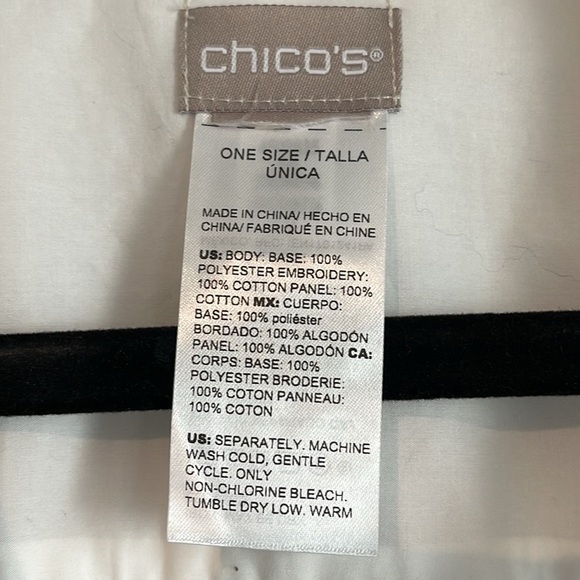 chico's®
ONE SIZE / TALLA
ÚNICA
MADE IN CHINA/ HECHO EN
CHINA/ FABRIQUÉ EN CHINE
US: BODY: BASE: 100%
POLYESTER EMBROIDERY:
100% COTTON PANEL: 100%
COTTON MX: CUERPO:
BASE: 100% poliéster
BORDADO: 100% ALGODÓN
PANEL: 100% ALGODÓN CA:
CORPS: BASE: 100%
POLYESTER BRODERIE:
100% COTON PANNEAU:
100% COTON
US: SEPARATELY. MACHINE
WASH COLD, GENTLE
CYCLE. ONLY
NON-CHLORINE BLEACH.
TUMBLE DRY LOW. WARM